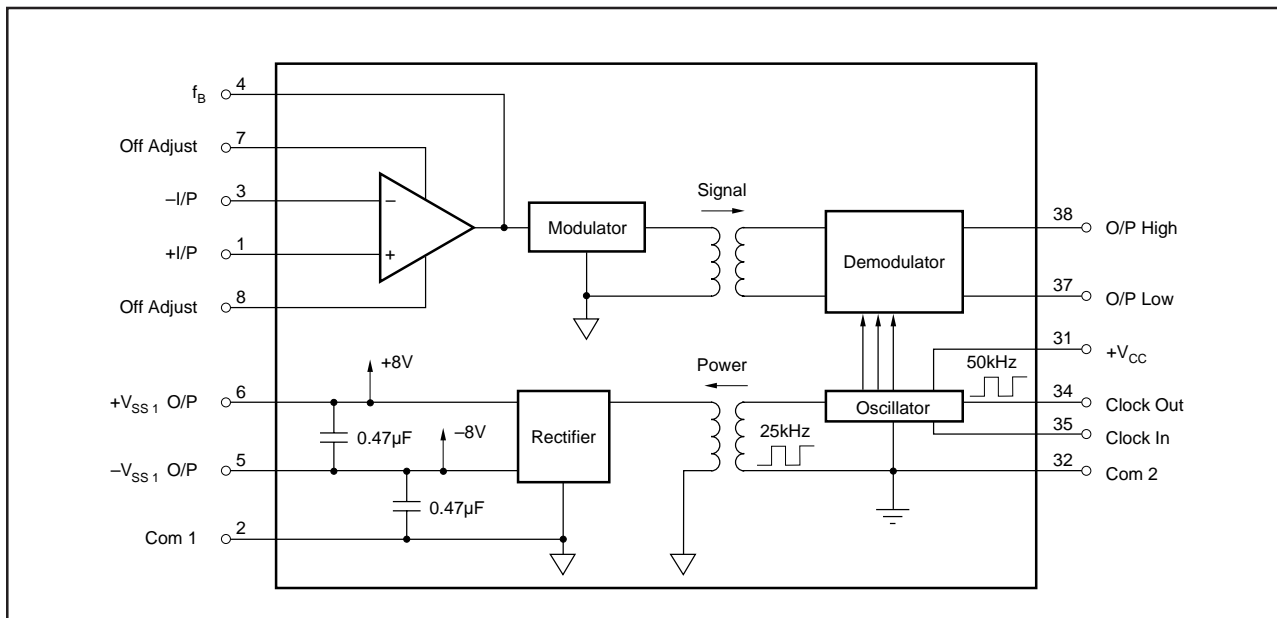 f_B 4
Off Adjust 7
–I/P 3
+I/P 1
Off Adjust 8
–
+
Modulator
Signal
Demodulator
38 O/P High
37 O/P Low
31 +V_CC
50kHz
34 Clock Out
35 Clock In
32 Com 2
Power
Oscillator
25kHz
+8V
+V_SS 1 O/P 6
0.47µF
–8V
Rectifier
–V_SS 1 O/P 5
0.47µF
Com 1 2